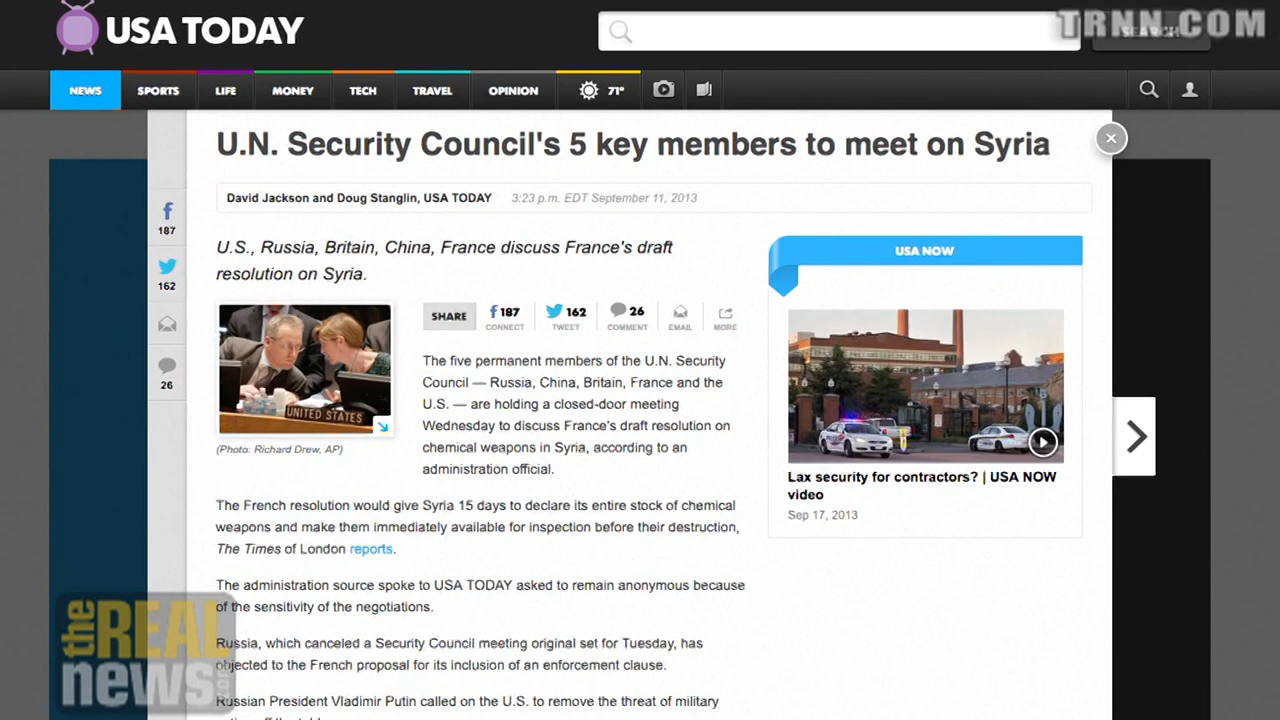 USA TODAY
TRNN.COM
SEARCH
NEWS
SPORTS
LIFE
MONEY
TECH
TRAVEL
OPINION
71°
U.N. Security Council's 5 key members to meet on Syria
David Jackson and Doug Stanglin, USA TODAY 3:23 p.m. EDT September 11, 2013
187
162
26
U.S., Russia, Britain, China, France discuss France's draft
resolution on Syria.
UNITED STATES
(Photo: Richard Drew, AP)
SHARE
187
CONNECT
162
TWEET
26
COMMENT
EMAIL
MORE
The five permanent members of the U.N. Security
Council — Russia, China, Britain, France and the
U.S. — are holding a closed-door meeting
Wednesday to discuss France's draft resolution on
chemical weapons in Syria, according to an
administration official.
The French resolution would give Syria 15 days to declare its entire stock of chemical
weapons and make them immediately available for inspection before their destruction,
The Times of London reports.
The administration source spoke to USA TODAY asked to remain anonymous because
of the sensitivity of the negotiations.
Russia, which canceled a Security Council meeting original set for Tuesday, has
objected to the French proposal for its inclusion of an enforcement clause.
Russian President Vladimir Putin called on the U.S. to remove the threat of military
USA NOW
Lax security for contractors? | USA NOW
video
Sep 17, 2013
the REAL
news.com